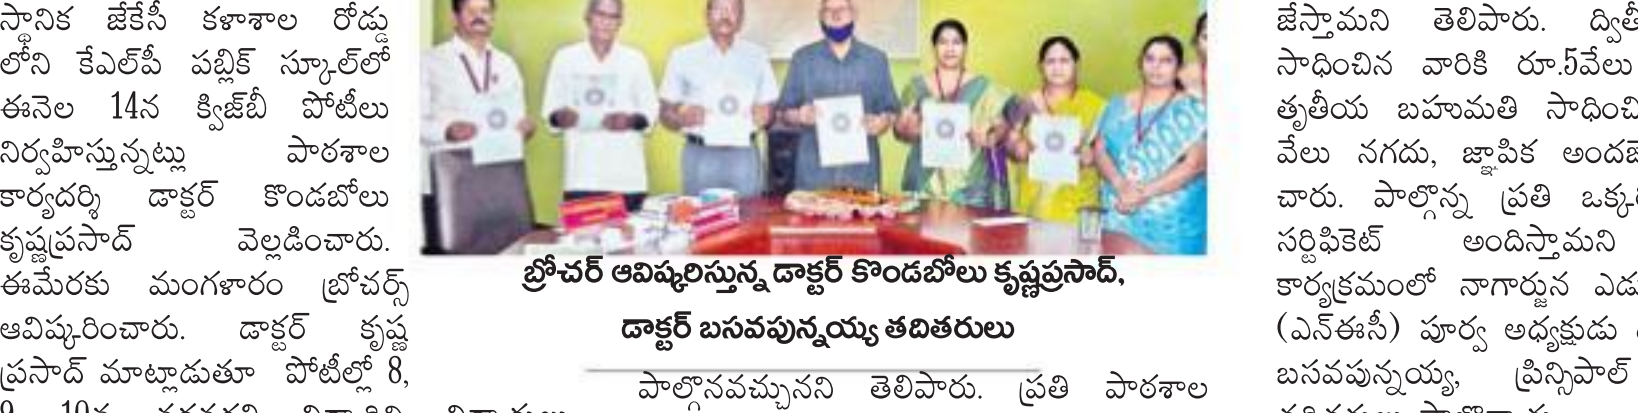 స్థానిక జేకేసీ కళాశాల రోడ్డు
లోని కేఎల్‌పీ పబ్లిక్ స్కూల్‌లో
ఈనెల 14న క్విజ్‌బీ పోటీలు
నిర్వహిస్తున్నట్లు పాఠశాల
కార్యదర్శి డాక్టర్ కొండబోలు
కృష్ణప్రసాద్ వెల్లడించారు.
ఈమేరకు మంగళారం బ్రోచర్స్
ఆవిష్కరించారు. డాక్టర్ కృష్ణ
ప్రసాద్ మాట్లాడుతూ పోటీల్లో 8,
బ్రోచర్ ఆవిష్కరిస్తున్న డాక్టర్ కొండబోలు కృష్ణప్రసాద్,
డాక్టర్ బసవపున్నయ్య తదితరులు
పాల్గొనవచ్చునని తెలిపారు. ప్రతి పాఠశాల
జేస్తామని తెలిపారు.
సాధించిన వారికి రూ.5వేలు
తృతీయ బహుమతి
వేలు నగదు, జ్ఞాపిక
చారు. పాల్గొన్న ప్రతి
సర్టిఫికెట్ అందిస్తామని
కార్యక్రమంలో నాగార్జున
(ఎన్ఈసీ) పూర్వ అధ్యక్షుడు
బసవపున్నయ్య, ప్రిన్సిపాల్